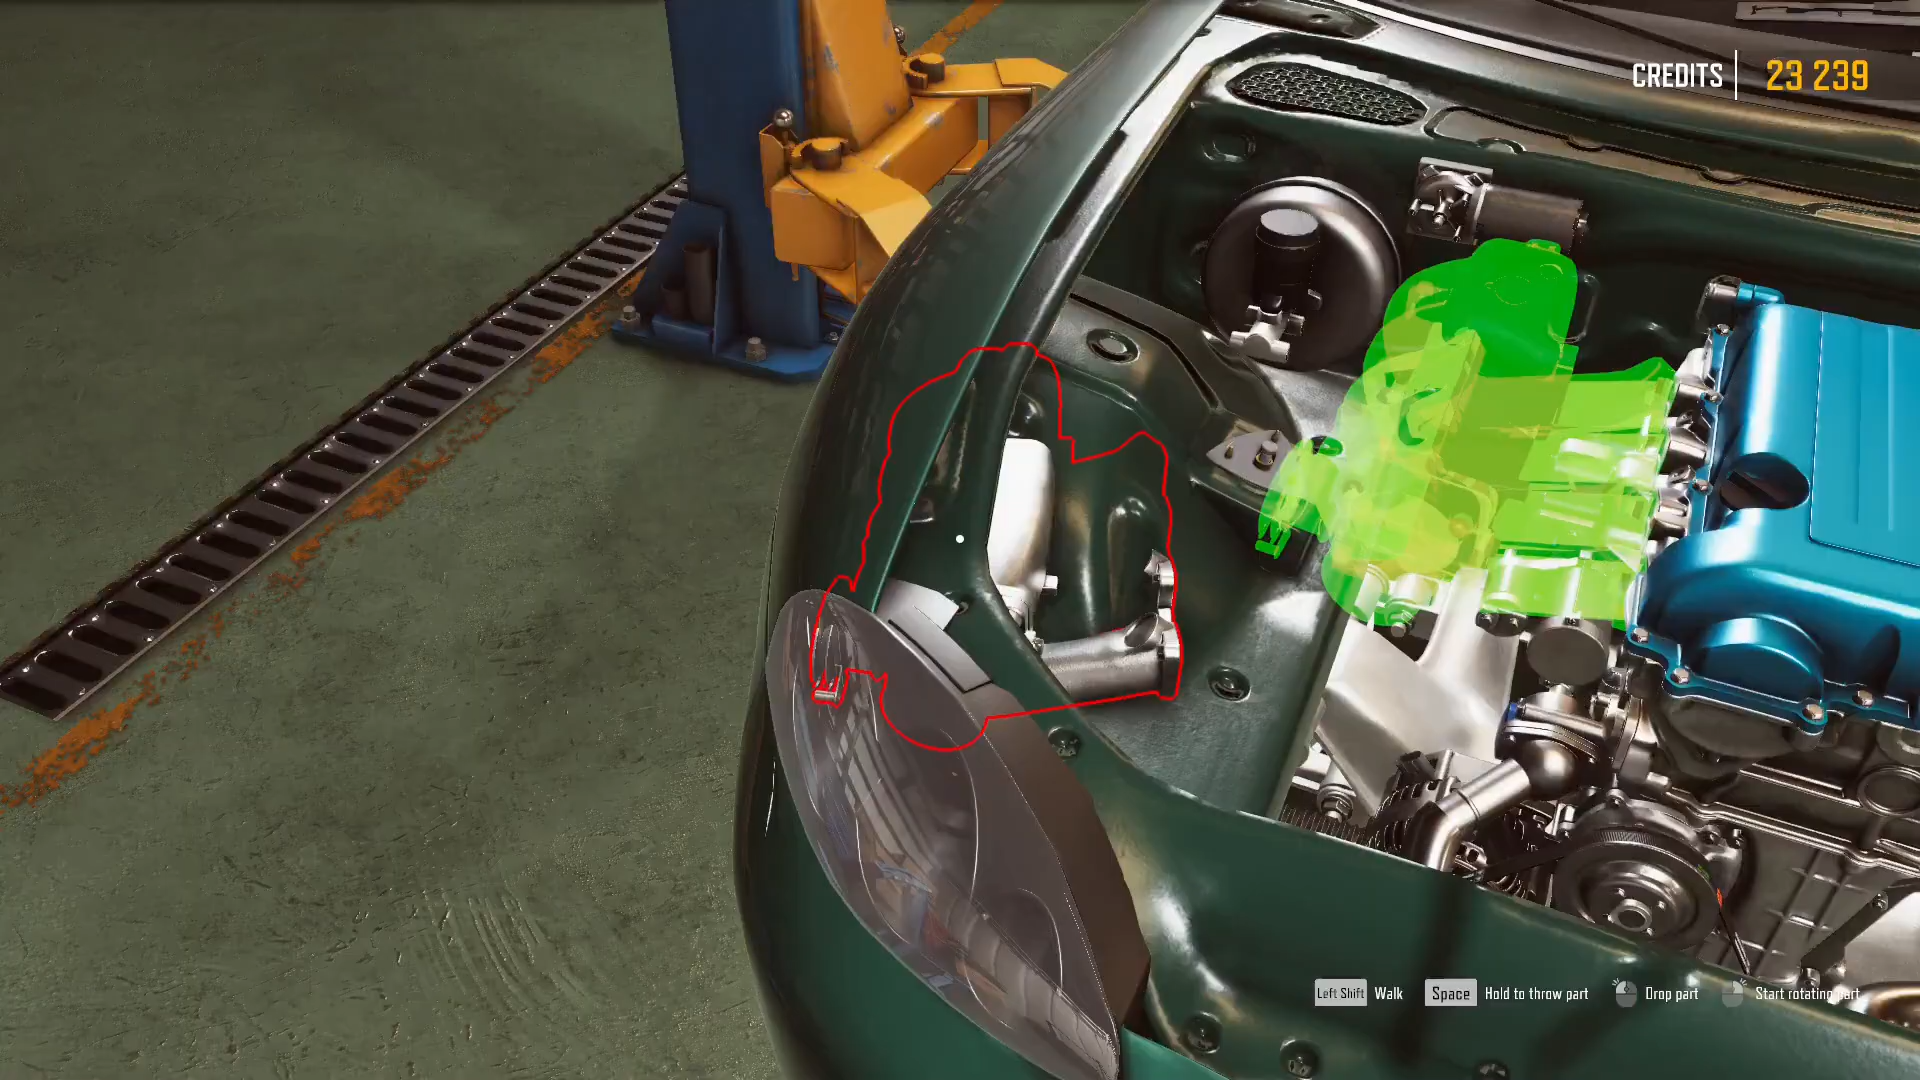 CREDITS 23 239
Left Shift Walk Space Hold to throw part Drop part Start rotating part